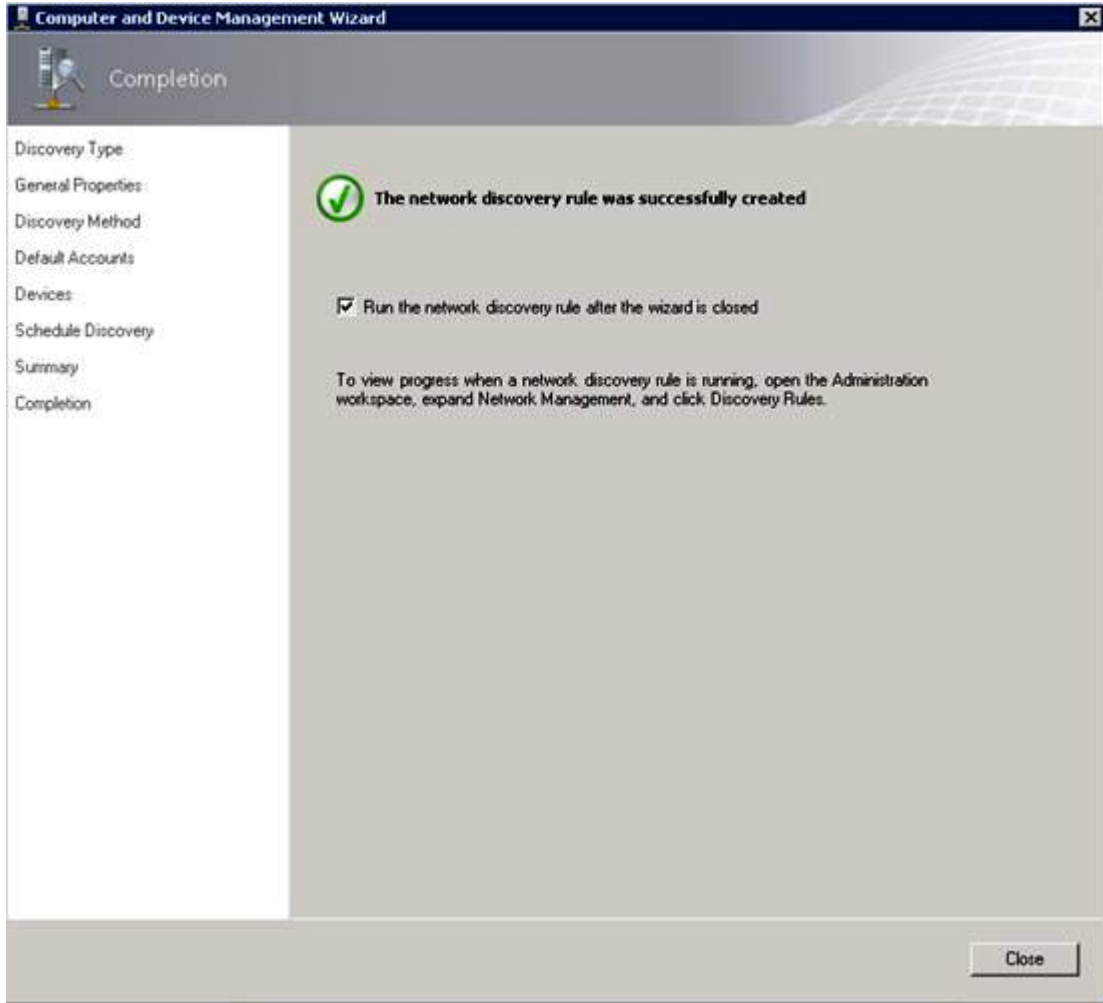 Computer and Device Management Wizard
Completion
Discovery Type
General Properties
Discovery Method
Default Accounts
Devices
Schedule Discovery
Summary
Completion
The network discovery rule was successfully created
Run the network discovery rule after the wizard is closed
To view progress when a network discovery rule is running, open the Administration
workspace, expand Network Management, and click Discovery Rules.
Close